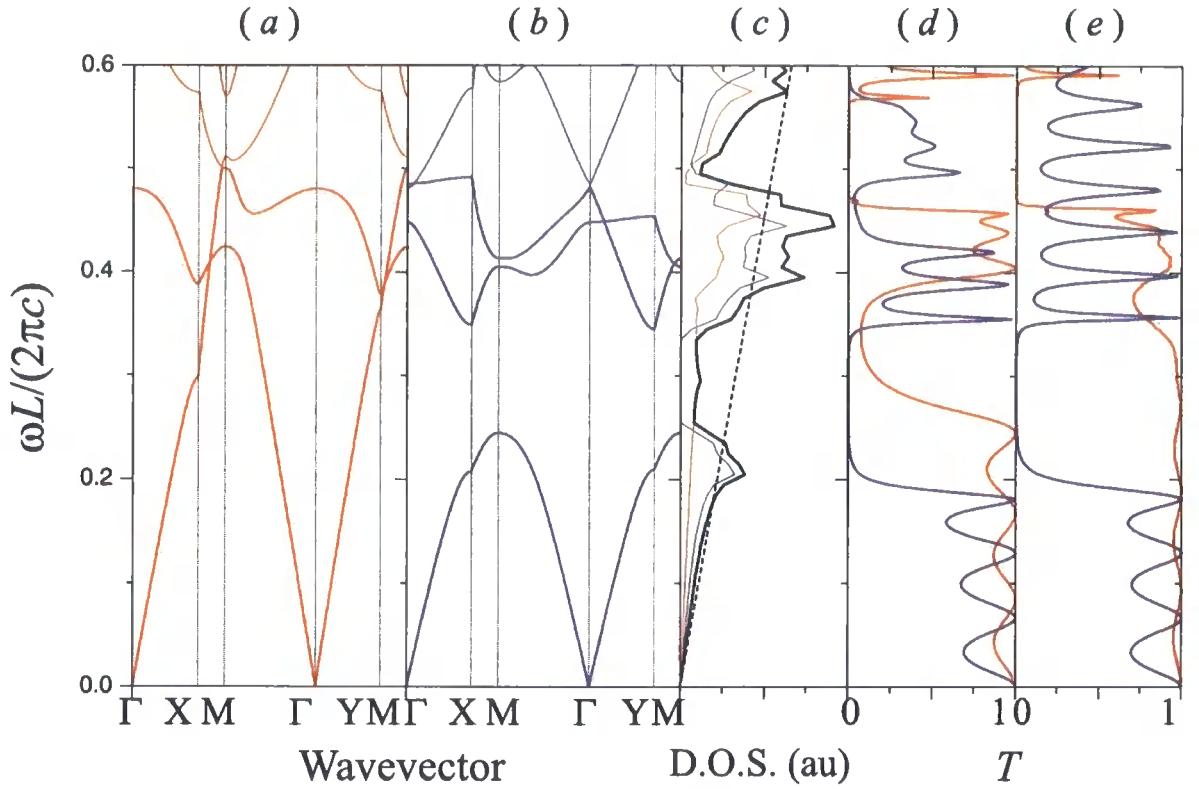 (a) (b) (c) (d) (e)
0.6
0.4
0.2
0.0
ωL/(2πc)
Γ X M Γ Y M Γ X M Γ Y M 0 1 0 1
Wavevector D.O.S. (au) T